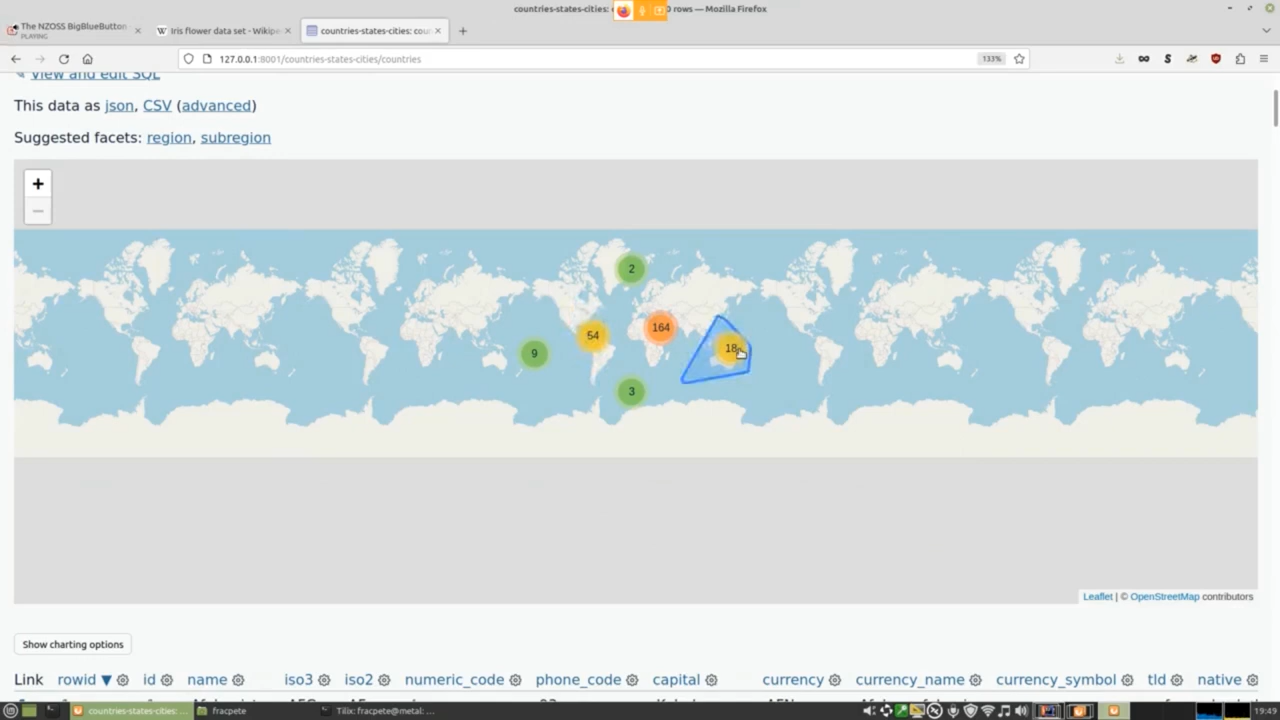 countries-states-cities: c 0 rows — Mozilla Firefox
The NZOSS BigBlueButton
PLAYING
Iris flower data set - Wikipe
countries-states-cities: cou
127.0.0.1:8001/countries-states-cities/countries
133%
View and edit SQL
This data as json, CSV (advanced)
Suggested facets: region, subregion
+
−
2
164
54
18
9
3
Leaflet | © OpenStreetMap contributors
Show charting options
Link rowid ▼ id name iso3 iso2 numeric_code phone_code capital currency currency_name currency_symbol tld native
countries-states-cities: ...
fracpete
Tilix: fracpete@metal: ...
19:49